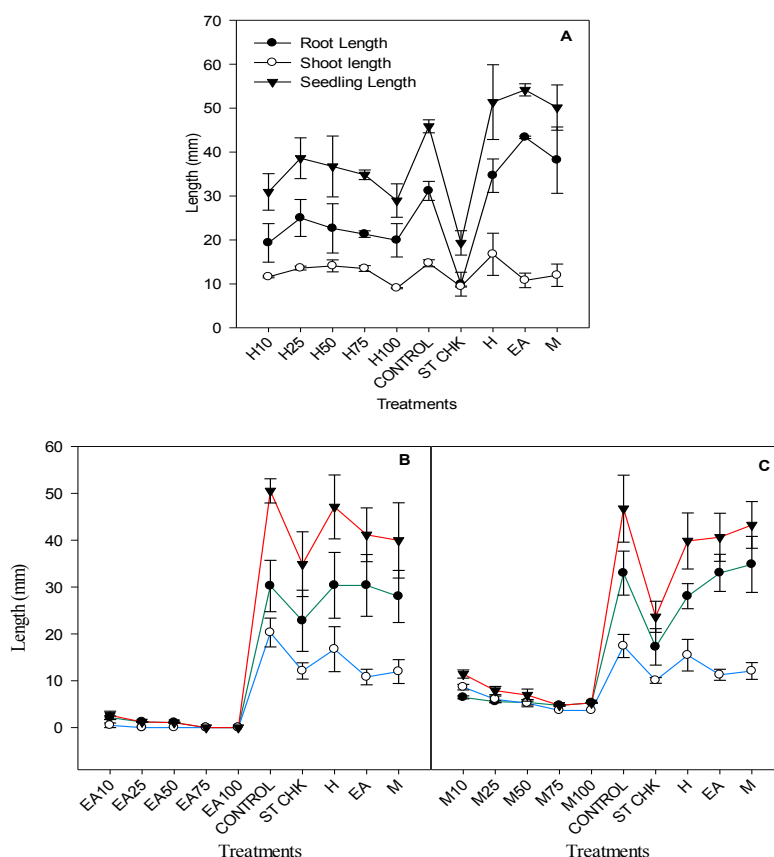 70
60
50
40
30
20
10
0
Length (mm)
A
Root Length
Shoot length
Seedling Length
H10
H25
H50
H75
H100
CONTROL
ST CHK
H
EA
M
Treatments
60
50
40
30
20
10
0
Length (mm)
B
EA10
EA25
EA50
EA75
EA100
CONTROL
ST CHK
H
EA
M
Treatments
C
M10
M25
M50
M75
M100
CONTROL
ST CHK
H
EA
M
Treatments